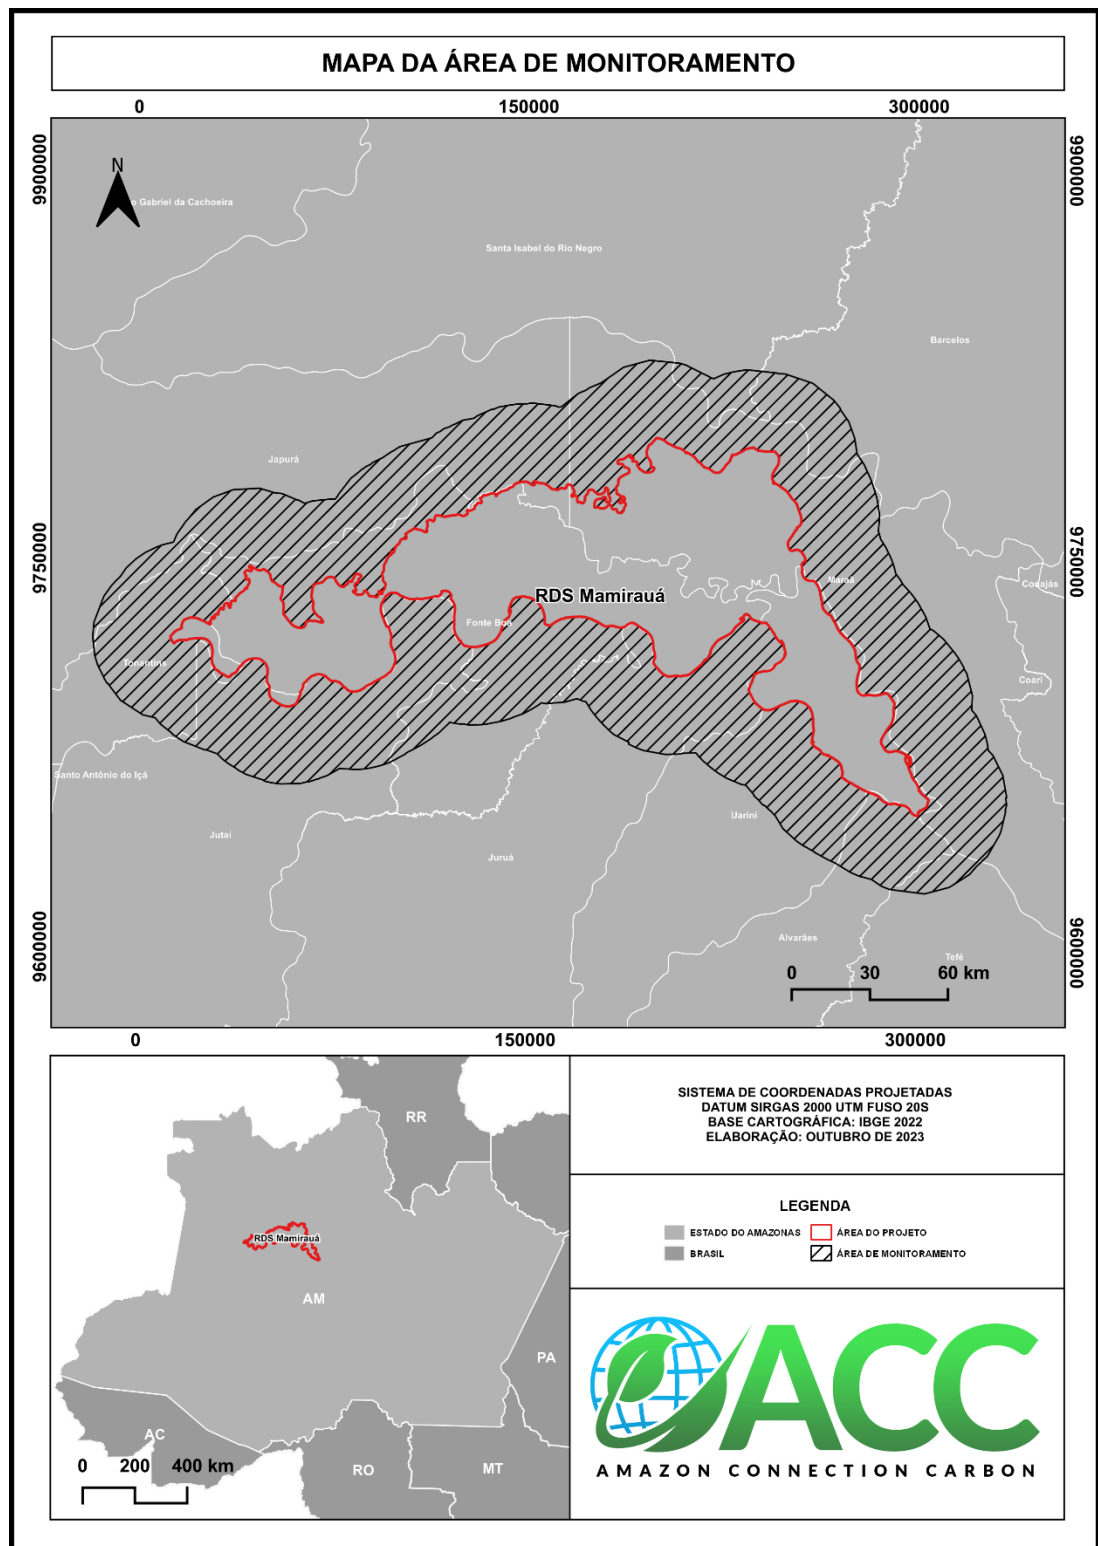 MAPA DA ÁREA DE MONITORAMENTO
0 150000 300000
9900000 9900000
N
o Gabriel da Cachoeira
Santa Isabel do Rio Negro
Barcelos
Japurá
9750000 9750000
Codajás
Maraã
RDS Mamirauá
Fonte Boa
Tonantins
Coari
Santo Antônio do Içá
Jutaí
Uarini
Juruá
9600000 9600000
Alvarães
Tefé
0 30 60 km
0 150000 300000
RR
RDS Mamirauá
AM
PA
AC
RO
MT
0 200 400 km
SISTEMA DE COORDENADAS PROJETADAS
DATUM SIRGAS 2000 UTM FUSO 20S
BASE CARTOGRÁFICA: IBGE 2022
ELABORAÇÃO: OUTUBRO DE 2023
LEGENDA
ESTADO DO AMAZONAS ÁREA DO PROJETO
BRASIL ÁREA DE MONITORAMENTO
ACC
AMAZON CONNECTION CARBON